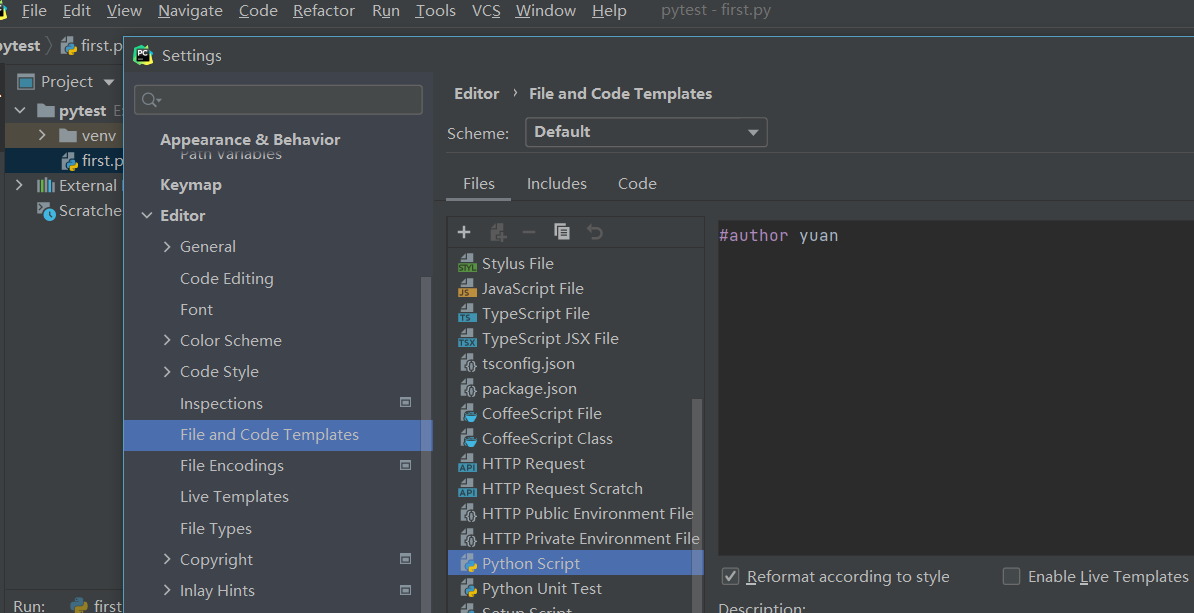 File Edit View Navigate Code Refactor Run Tools VCS Window Help pytest - first.py
pytest first.p
Settings
Project
pytest E
venv
first.p
External
Scratche
Appearance & Behavior
Path Variables
Keymap
Editor
General
Code Editing
Font
Color Scheme
Code Style
Inspections
File and Code Templates
File Encodings
Live Templates
File Types
Copyright
Inlay Hints
Editor › File and Code Templates
Scheme: Default
Files Includes Code
Stylus File
JavaScript File
TypeScript File
TypeScript JSX File
tsconfig.json
package.json
CoffeeScript File
CoffeeScript Class
HTTP Request
HTTP Request Scratch
HTTP Public Environment File
HTTP Private Environment File
Python Script
Python Unit Test
Setup Script
#author yuan
Reformat according to style Enable Live Templates
Description:
Run: first